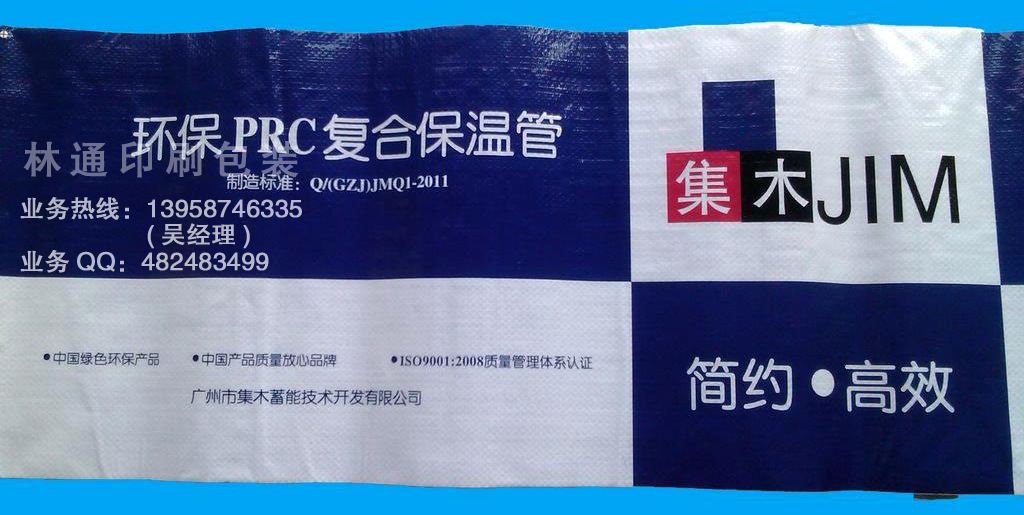 环保 PRC 复合保温管
林通印刷包装
制造标准：Q/(GZJ)JMQ1-2011
业务热线：13958746335
(吴经理)
业务QQ：482483499
集木JIM
•中国绿色环保产品 •中国产品质量放心品牌 •ISO9001:2008质量管理体系认证
广州市集木蓄能技术开发有限公司
简约•高效